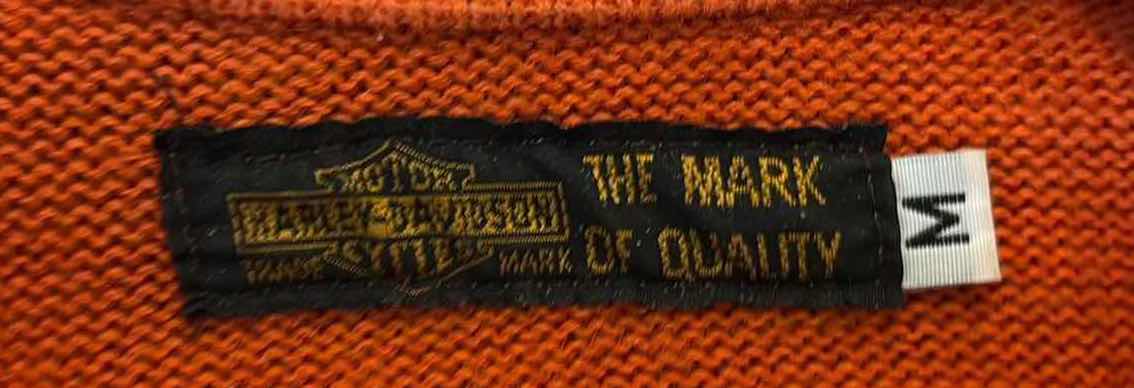 MOTOR
HARLEY-DAVIDSON
CYCLES
TRADE MARK
THE MARK
OF QUALITY
M